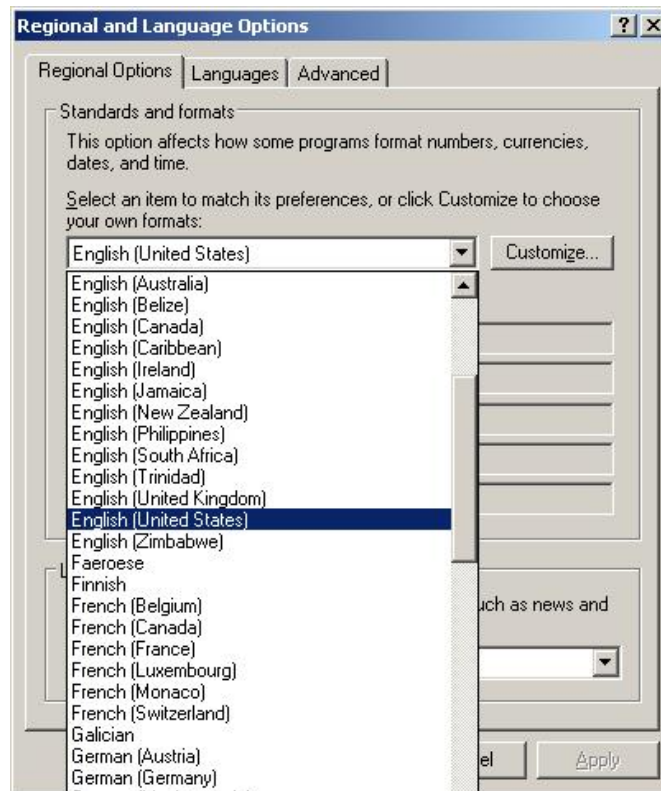 Regional and Language Options
Regional Options Languages Advanced
Standards and formats
This option affects how some programs format numbers, currencies,
dates, and time.
Select an item to match its preferences, or click Customize to choose
your own formats:
English (United States) Customize...
English (Australia)
English (Belize)
English (Canada)
English (Caribbean)
English (Ireland)
English (Jamaica)
English (New Zealand)
English (Philippines)
English (South Africa)
English (Trinidad)
English (United Kingdom)
English (United States)
English (Zimbabwe)
Faeroese
Finnish
French (Belgium)
uch as news and
French (Canada)
French (France)
French (Luxembourg)
French (Monaco)
French (Switzerland)
Galician
German (Austria)
el Apply
German (Germany)